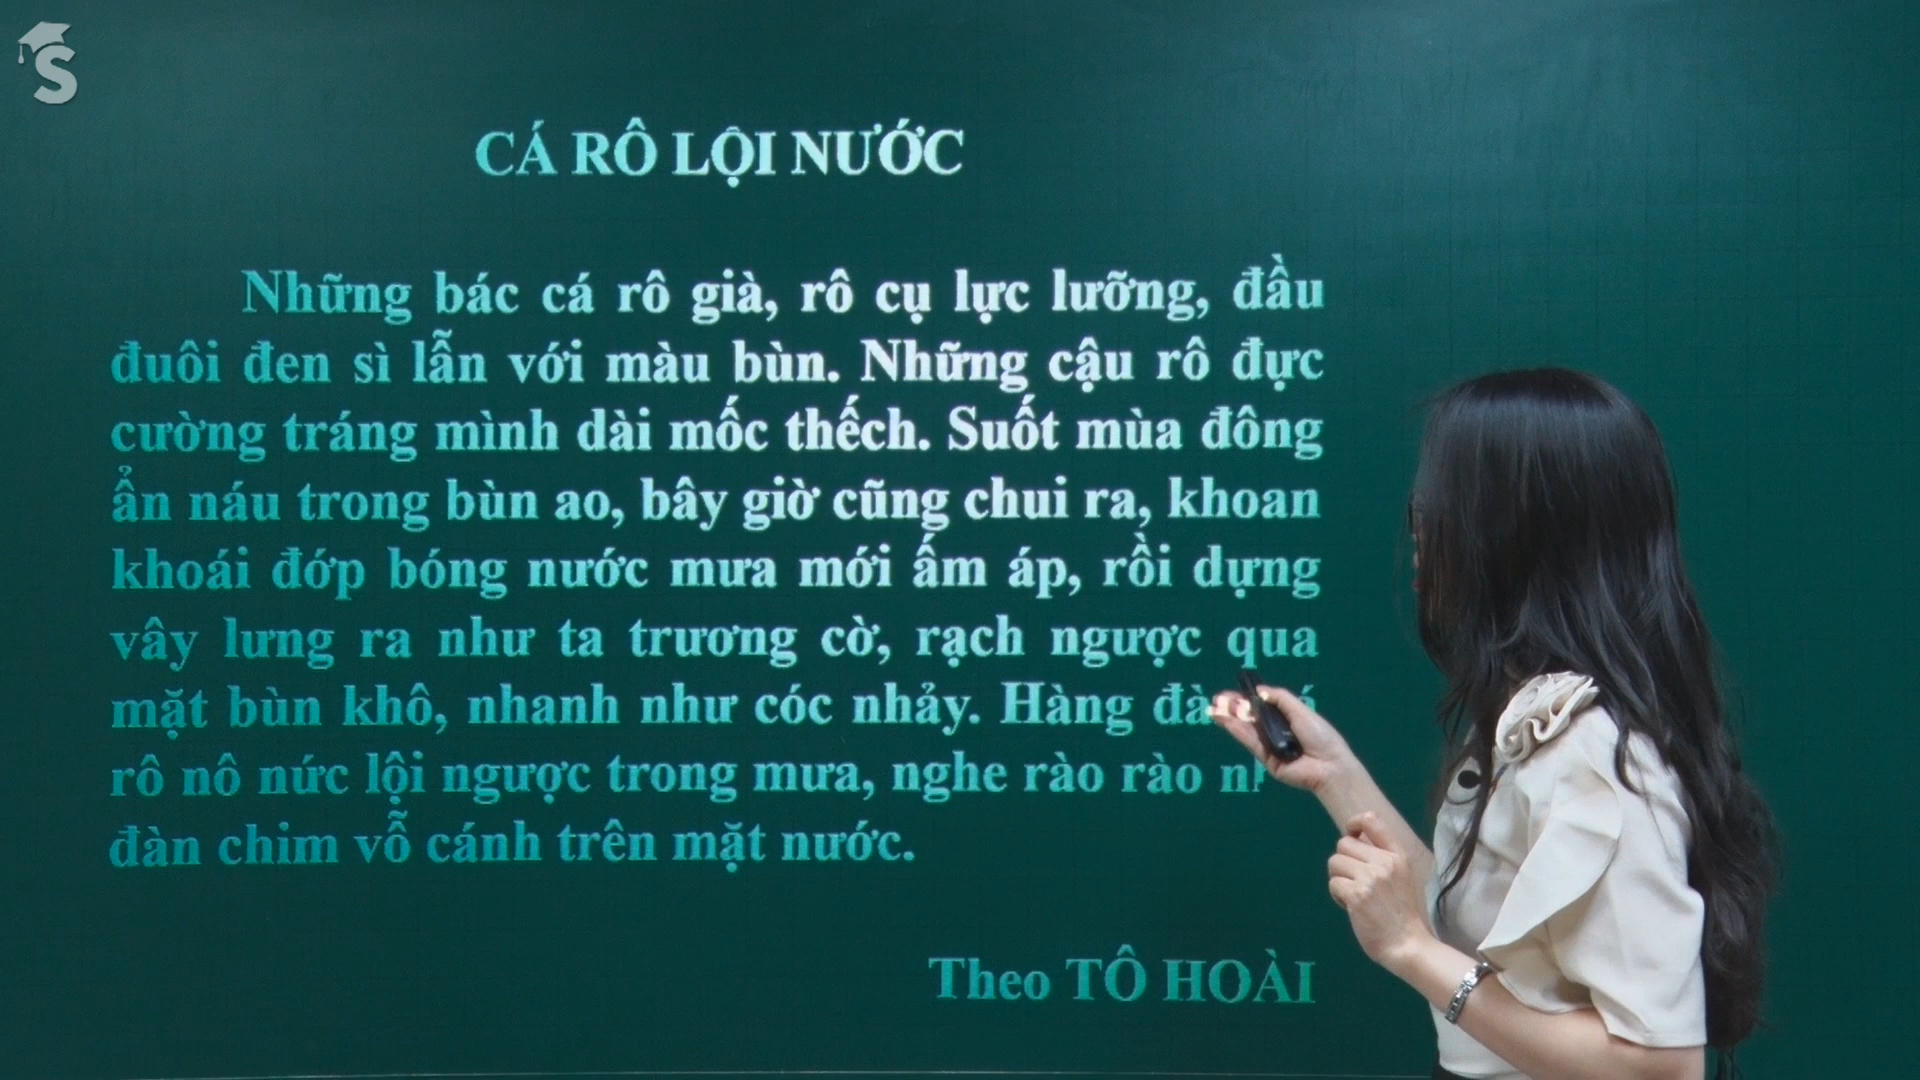 S
CÁ RÔ LỘI NƯỚC
Những bác cá rô già, rô cụ lực lưỡng, đầu
đuôi đen sì lẫn với màu bùn. Những cậu rô đực
cường tráng mình dài mốc thếch. Suốt mùa đông
ẩn náu trong bùn ao, bây giờ cũng chui ra, khoan
khoái đớp bóng nước mưa mới ấm áp, rồi dựng
vây lưng ra như ta trương cờ, rạch ngược qua
mặt bùn khô, nhanh như cóc nhảy. Hàng
rô nô nức lội ngược trong mưa, nghe rào rào
đàn chim vỗ cánh trên mặt nước.
Theo TÔ HOÀI